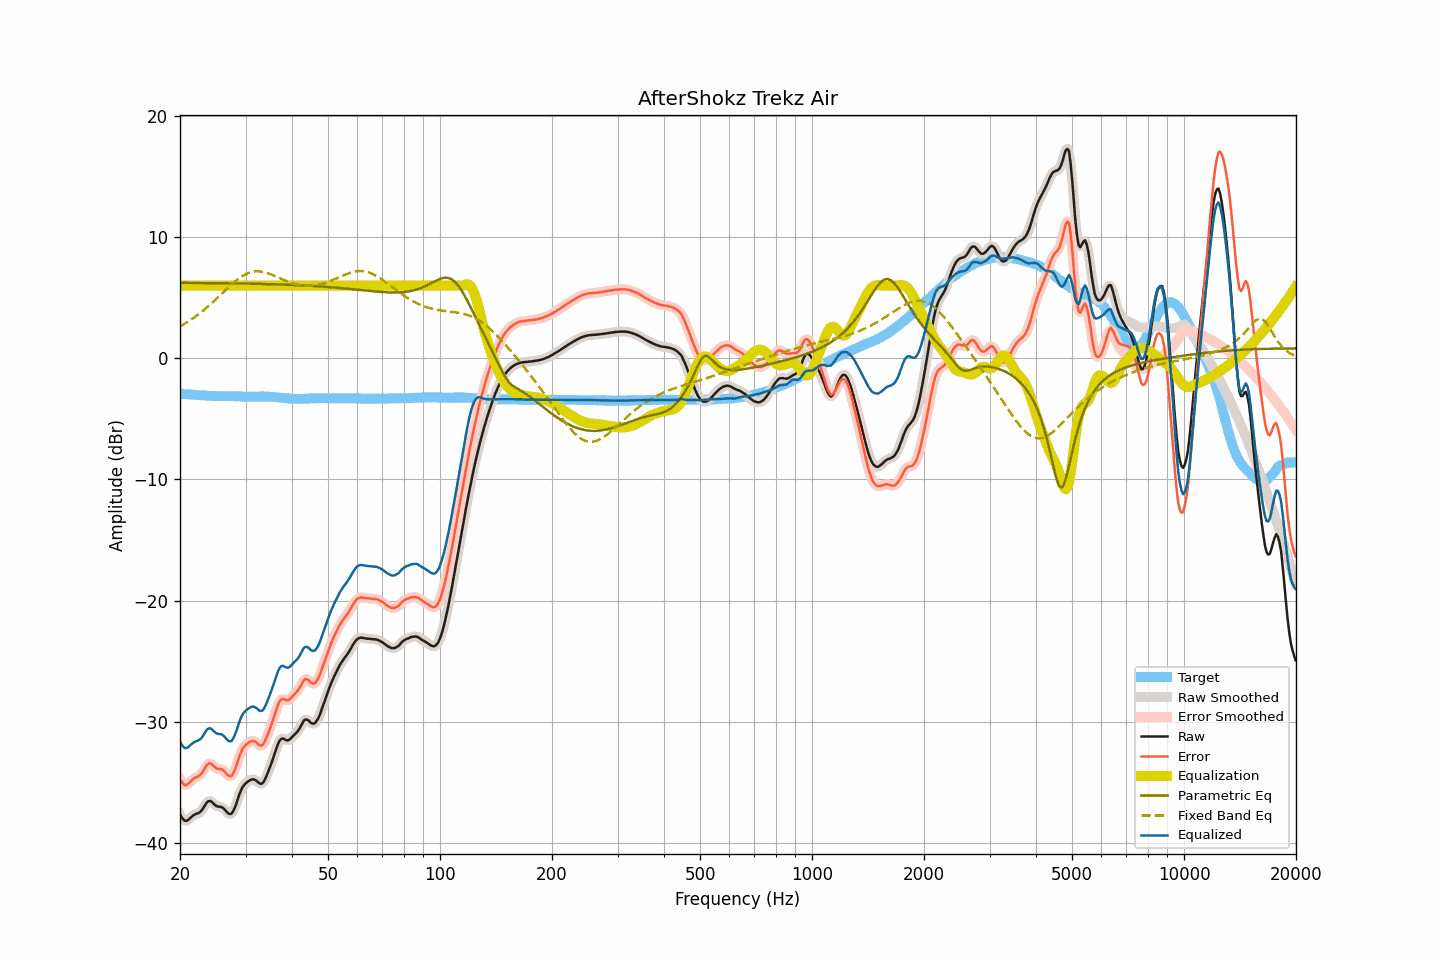 AfterShokz Trekz Air
20
10
0
−10
−20
−30
−40
Amplitude (dBr)
20 50 100 200 500 1000 2000 5000 10000 20000
Frequency (Hz)
Target
Raw Smoothed
Error Smoothed
Raw
Error
Equalization
Parametric Eq
Fixed Band Eq
Equalized